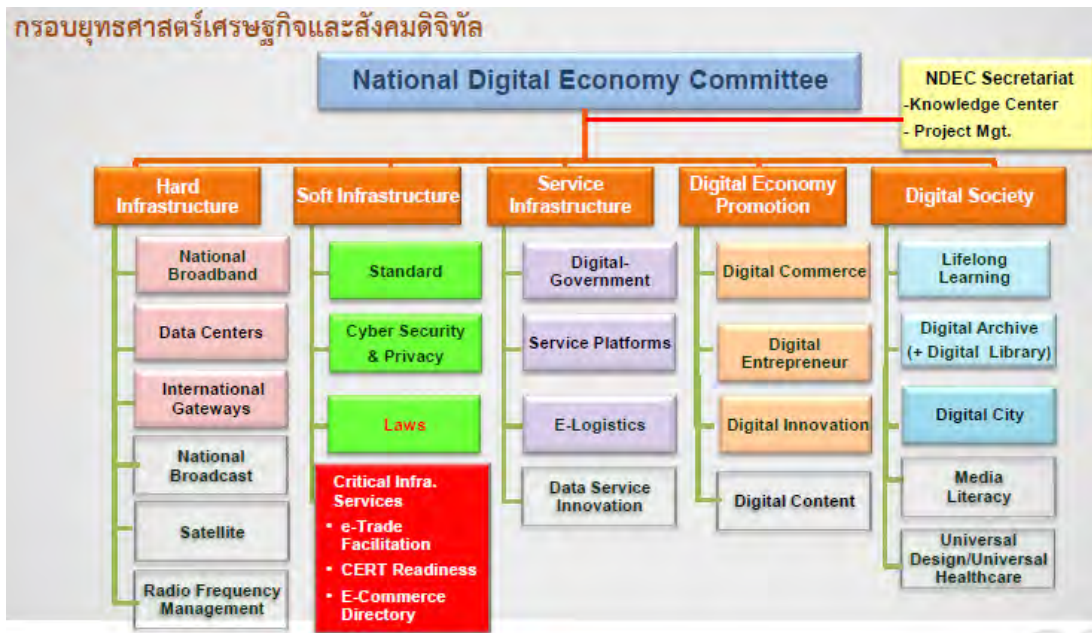 กรอบยุทธศาสตร์เศรษฐกิจและสังคมดิจิทัล
National Digital Economy Committee
NDEC Secretariat
-Knowledge Center
- Project Mgt.
Hard
Infrastructure
National
Broadband
Data Centers
International
Gateways
National
Broadcast
Satellite
Radio Frequency
Management
Soft Infrastructure
Standard
Cyber Security
& Privacy
Laws
Critical Infra.
Services
• e-Trade
Facilitation
• CERT Readiness
• E-Commerce
Directory
Service
Infrastructure
Digital-
Government
Service Platforms
E-Logistics
Data Service
Innovation
Digital Economy
Promotion
Digital Commerce
Digital
Entrepreneur
Digital Innovation
Digital Content
Digital Society
Lifelong
Learning
Digital Archive
(+ Digital Library)
Digital City
Media
Literacy
Universal
Design/Universal
Healthcare